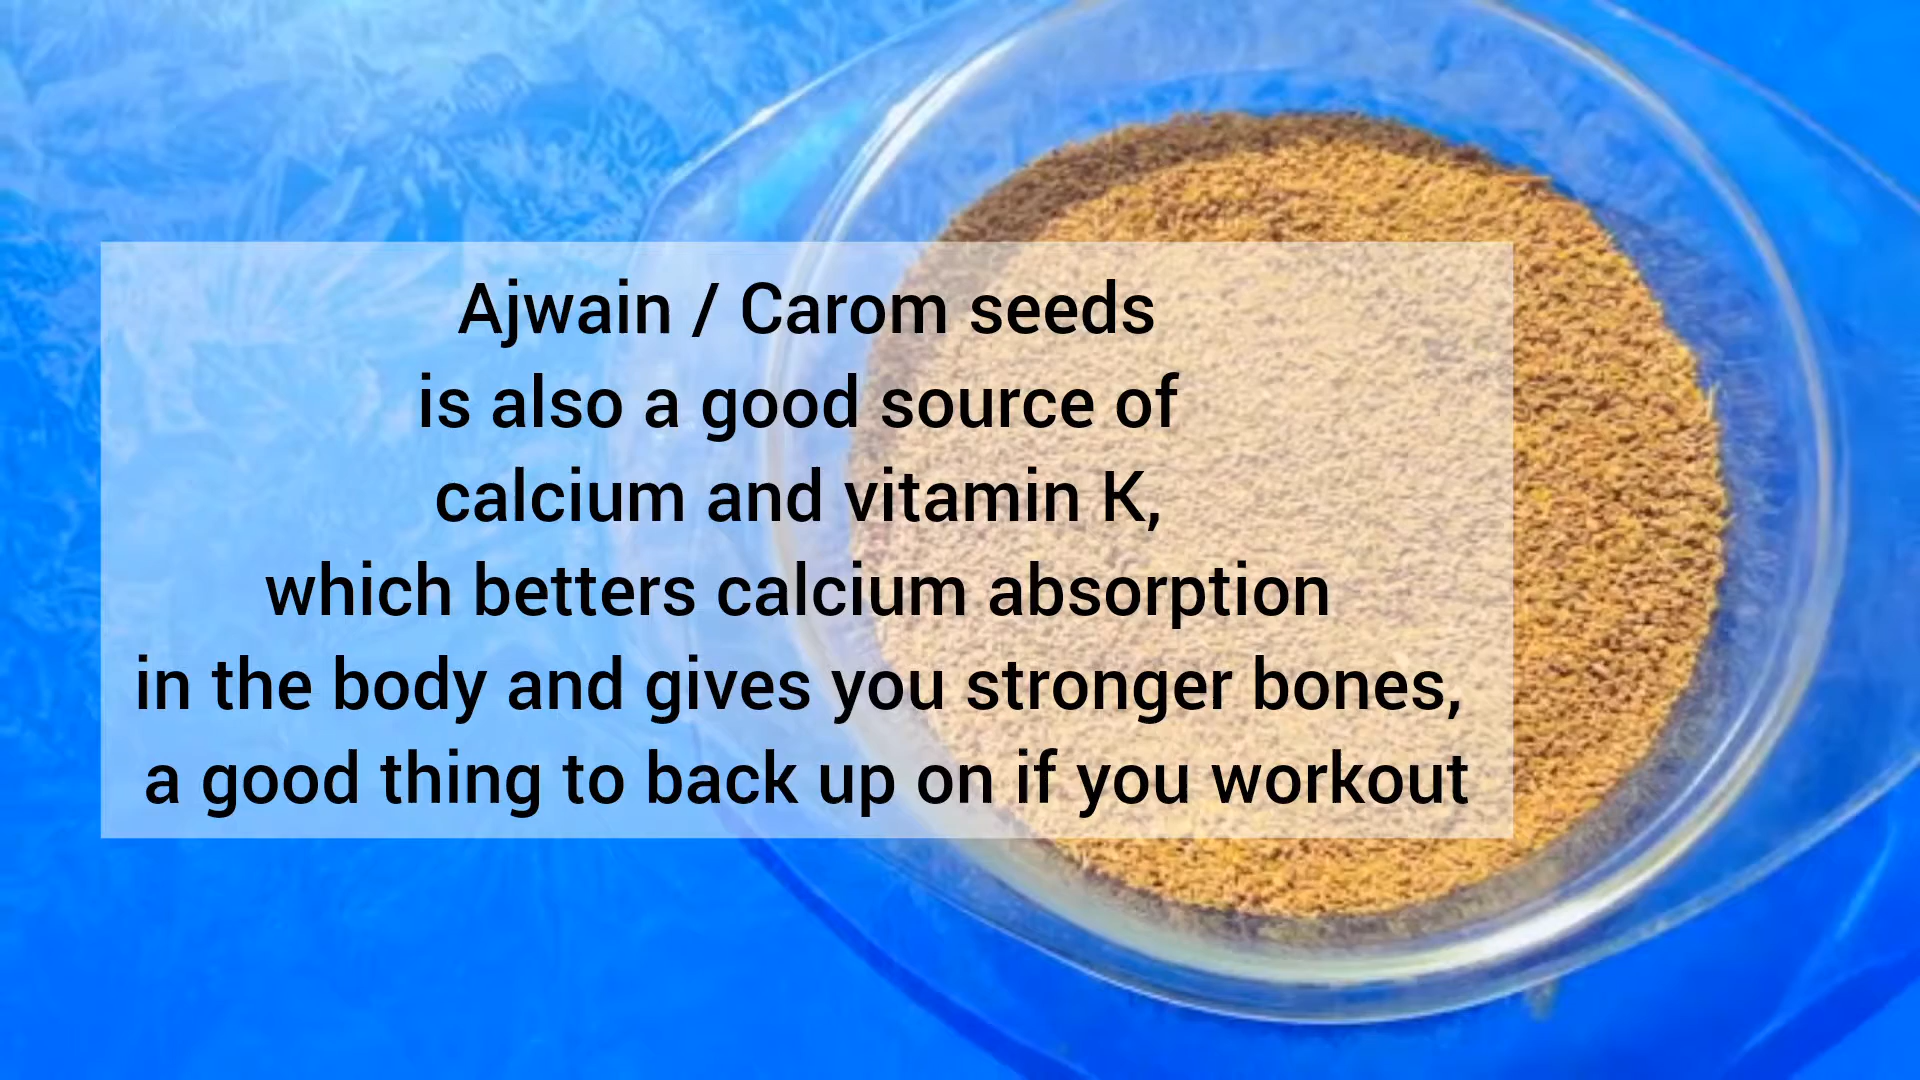 Ajwain / Carom seeds
is also a good source of
calcium and vitamin K,
which betters calcium absorption
in the body and gives you stronger bones,
a good thing to back up on if you workout